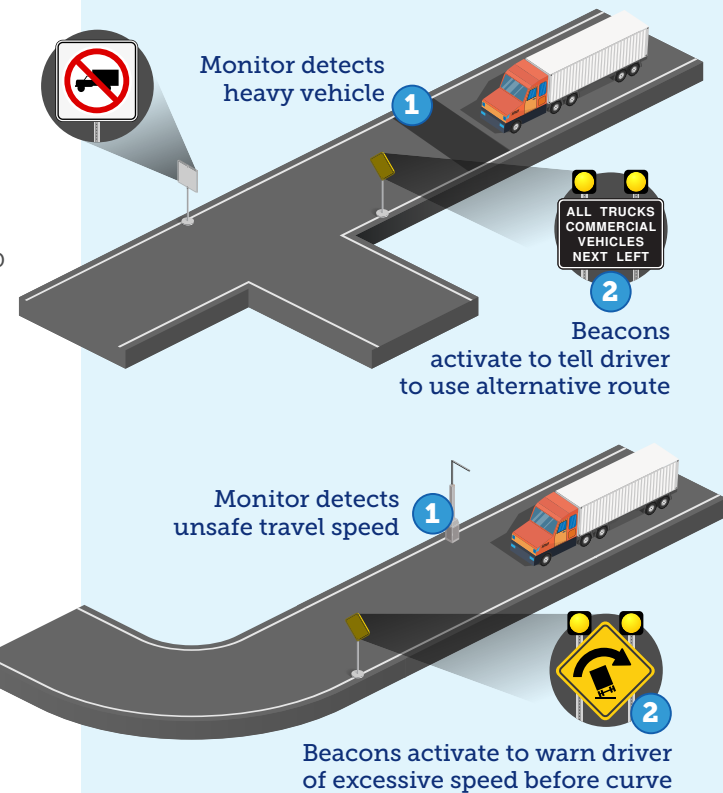 Monitor detects
heavy vehicle
1
ALL TRUCKS
COMMERCIAL
VEHICLES
NEXT LEFT
2
Beacons
activate to tell driver
to use alternative route
Monitor detects
unsafe travel speed
1
2
Beacons activate to warn driver
of excessive speed before curve